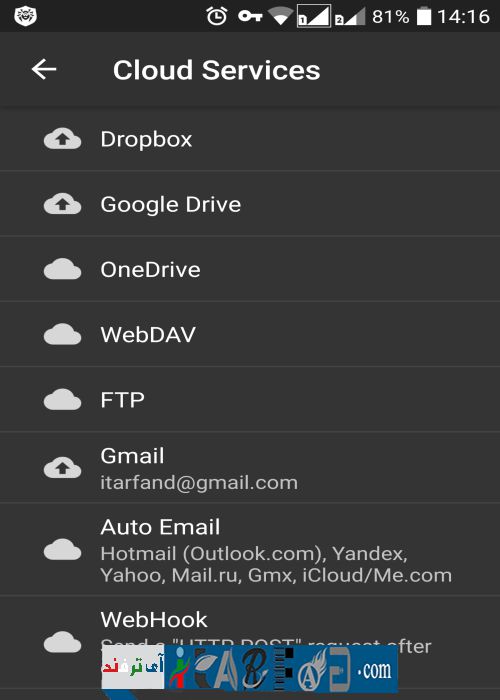 81% 14:16
Cloud Services
Dropbox
Google Drive
OneDrive
WebDAV
FTP
Gmail
itarfand@gmail.com
Auto Email
Hotmail (Outlook.com), Yandex,
Yahoo, Mail.ru, Gmx, iCloud/Me.com
WebHook
Send a "HTTP POST" request after
آی ترفند
.com